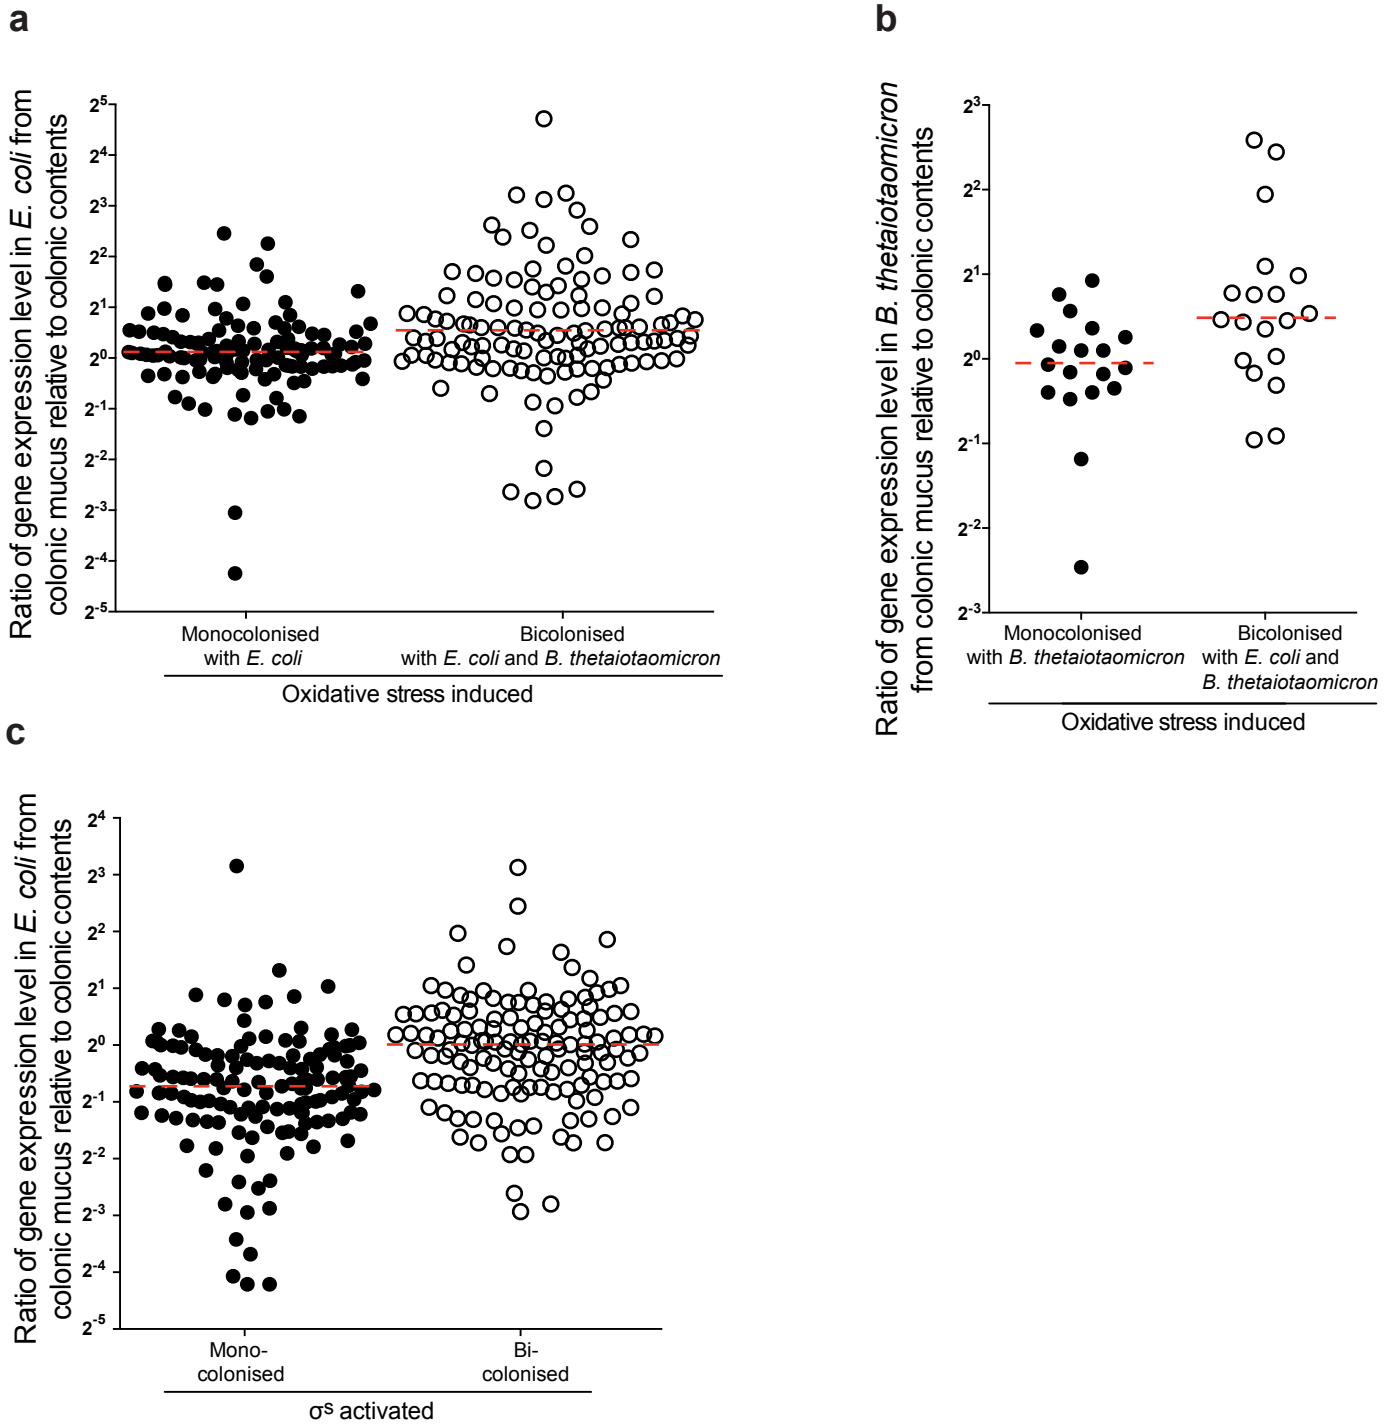 a
Ratio of gene expression level in E. coli from
colonic mucus relative to colonic contents
2^5
2^4
2^3
2^2
2^1
2^0
2^-1
2^-2
2^-3
2^-4
2^-5
Monocolonised
with E. coli
Bicolonised
with E. coli and B. thetaiotaomicron
Oxidative stress induced
b
Ratio of gene expression level in B. thetaiotaomicron
from colonic mucus relative to colonic contents
2^3
2^2
2^1
2^0
2^-1
2^-2
2^-3
Monocolonised
with B. thetaiotaomicron
Bicolonised
with E. coli and
B. thetaiotaomicron
Oxidative stress induced
c
Ratio of gene expression level in E. coli from
colonic mucus relative to colonic contents
2^4
2^3
2^2
2^1
2^0
2^-1
2^-2
2^-3
2^-4
2^-5
Mono-
colonised
Bi-
colonised
σ^S activated